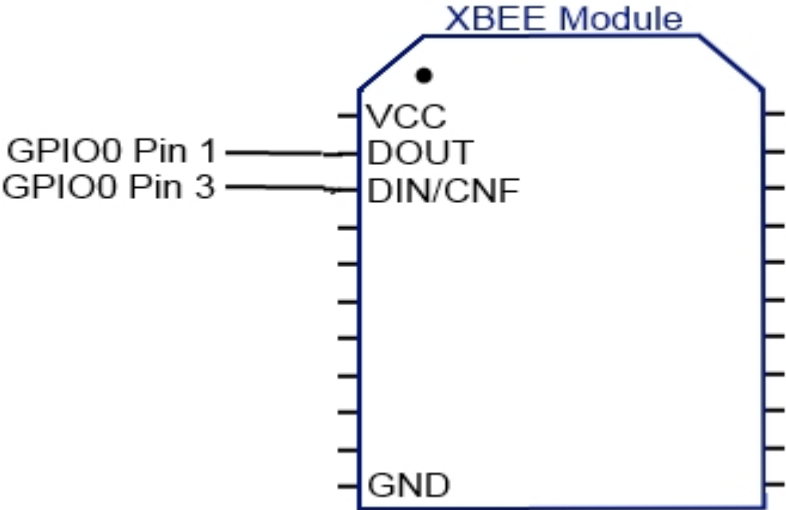 XBEE Module
VCC
GPIO0 Pin 1 DOUT
GPIO0 Pin 3 DIN/CNF
GND